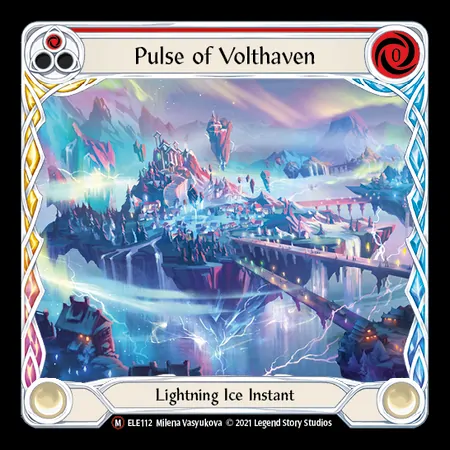 Pulse of Volthaven
0
Lightning Ice Instant
M ELE112 Milena Vasyukova © 2021 Legend Story Studios